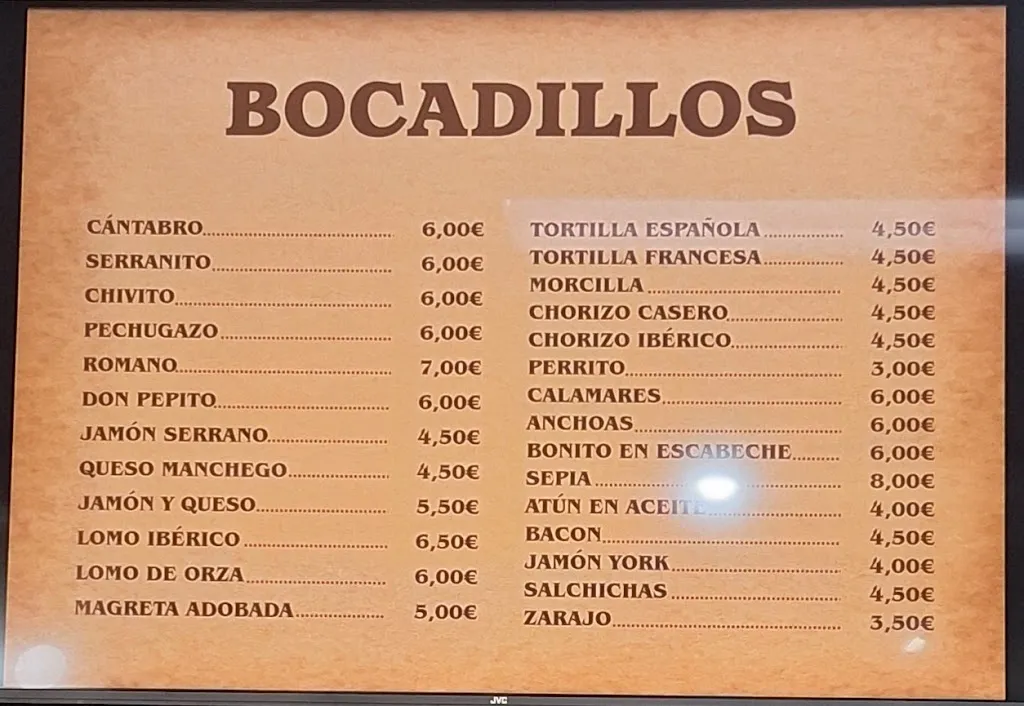 BOCADILLOS
CÁNTABRO 6,00€
SERRANITO 6,00€
CHIVITO 6,00€
PECHUGAZO 6,00€
ROMANO 7,00€
DON PEPITO 6,00€
JAMÓN SERRANO 4,50€
QUESO MANCHEGO 4,50€
JAMÓN Y QUESO 5,50€
LOMO IBÉRICO 6,50€
LOMO DE ORZA 6,00€
MAGRETA ADOBADA 5,00€
TORTILLA ESPAÑOLA 4,50€
TORTILLA FRANCESA 4,50€
MORCILLA 4,50€
CHORIZO CASERO 4,50€
CHORIZO IBÉRICO 4,50€
PERRITO 3,00€
CALAMARES 6,00€
ANCHOAS 6,00€
BONITO EN ESCABECHE 6,00€
SEPIA 8,00€
ATÚN EN ACEITE 4,00€
BACON 4,50€
JAMÓN YORK 4,00€
SALCHICHAS 4,50€
ZARAJO 3,50€
JVC